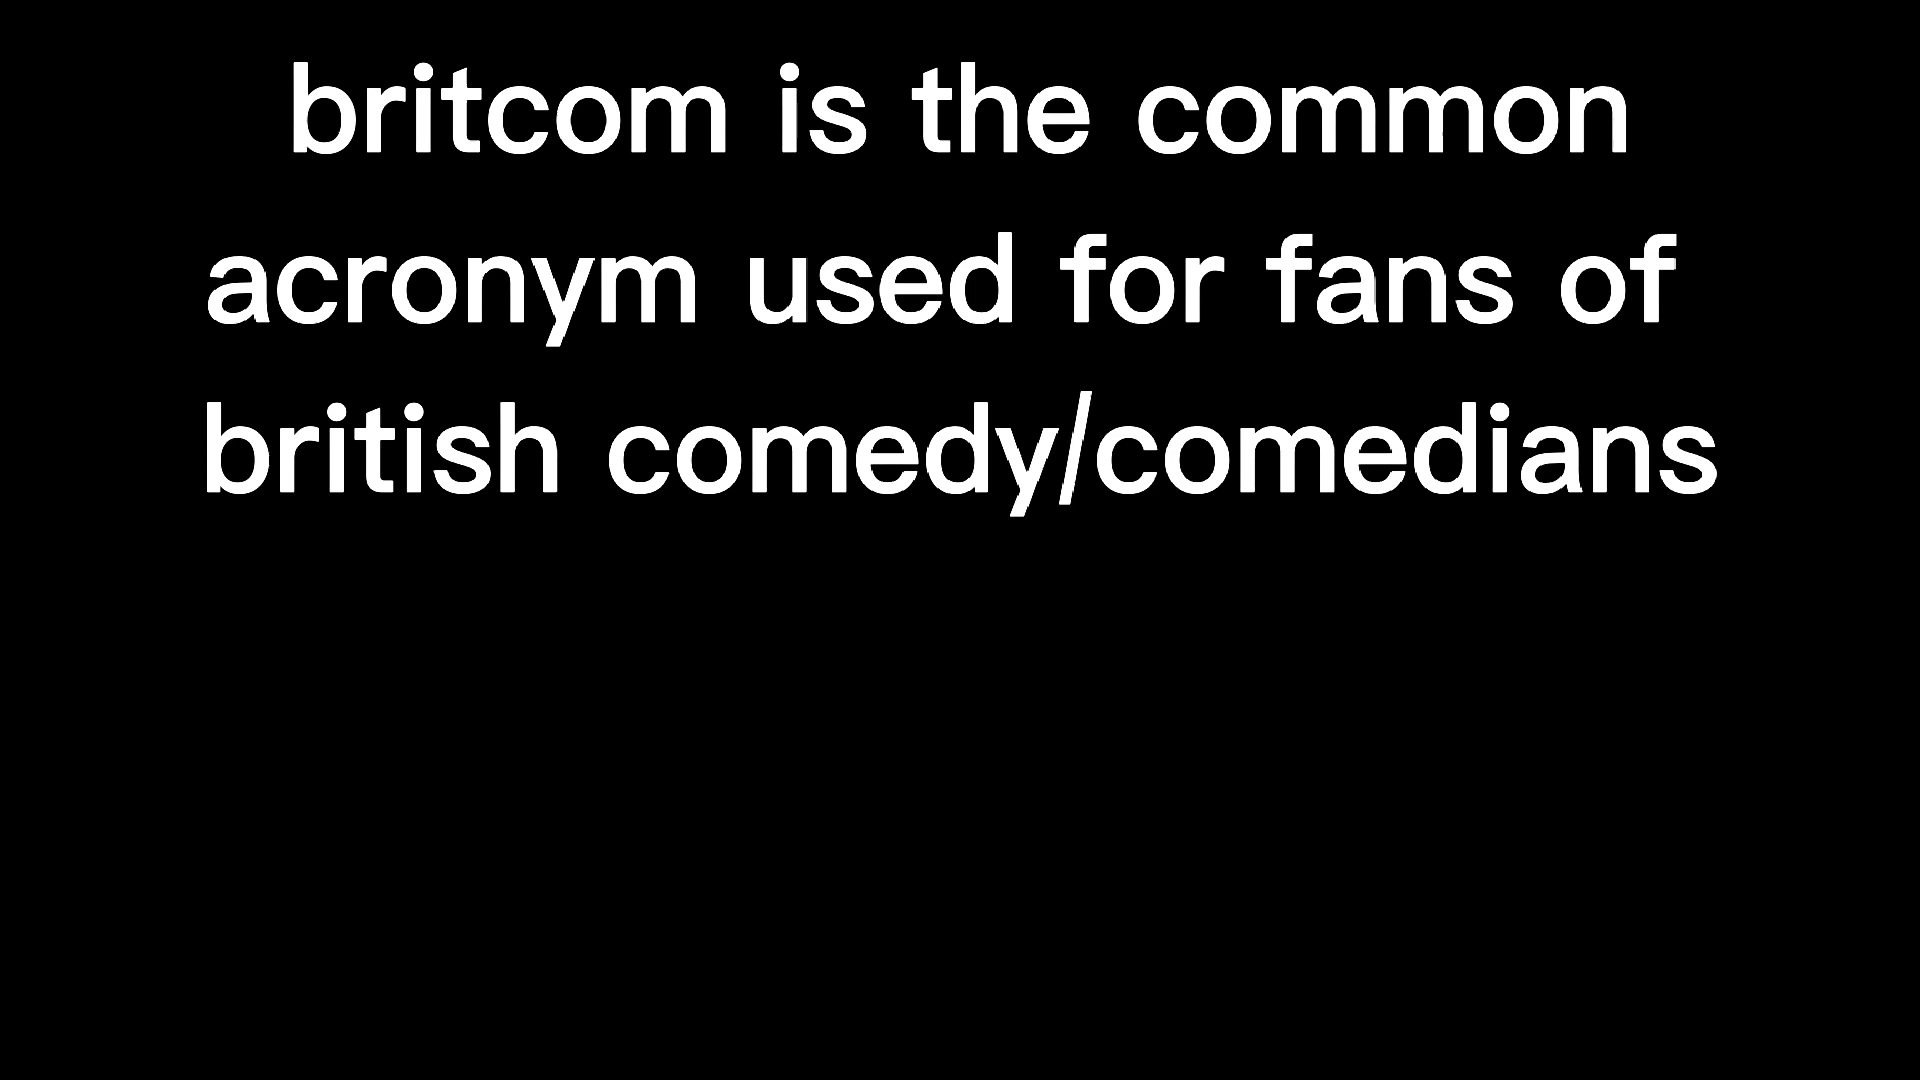 britcom is the common
acronym used for fans of
british comedy/comedians